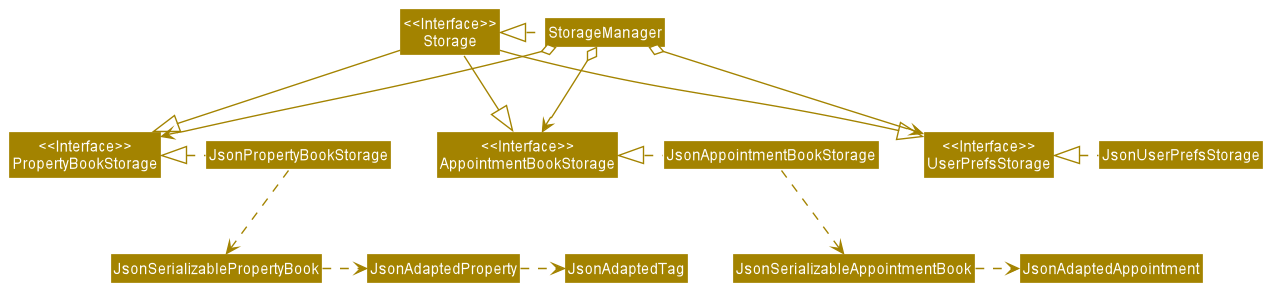 <<Interface>>
Storage
StorageManager
<<Interface>>
PropertyBookStorage
JsonPropertyBookStorage
<<Interface>>
AppointmentBookStorage
JsonAppointmentBookStorage
<<Interface>>
UserPrefsStorage
JsonUserPrefsStorage
JsonSerializablePropertyBook
JsonAdaptedProperty
JsonAdaptedTag
JsonSerializableAppointmentBook
JsonAdaptedAppointment